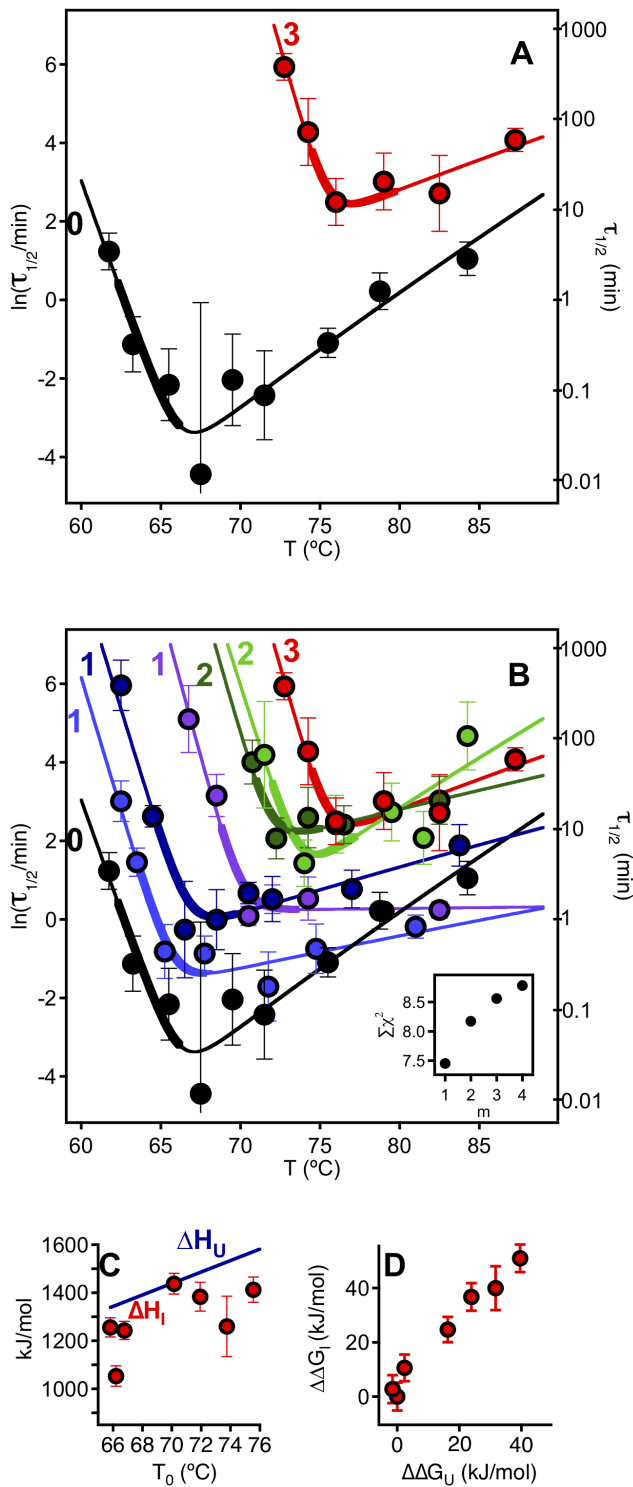 A
3
0
6
4
2
0
-2
-4
ln(τ1/2/min)
1000
100
10
1
0.1
0.01
τ1/2 (min)
60 65 70 75 80 85
T (ºC)
B
1 1 2 2 3
1
0
6
4
2
0
-2
-4
ln(τ1/2/min)
1000
100
10
1
0.1
0.01
τ1/2 (min)
8.5
8.0
7.5
Σχ²
1 2 3 4
m
60 65 70 75 80 85
T (ºC)
C
ΔHU
ΔHI
1600
1400
1200
1000
kJ/mol
66 68 70 72 74 76
T0 (ºC)
D
40
20
0
ΔΔGI (kJ/mol)
0 20 40
ΔΔGU (kJ/mol)